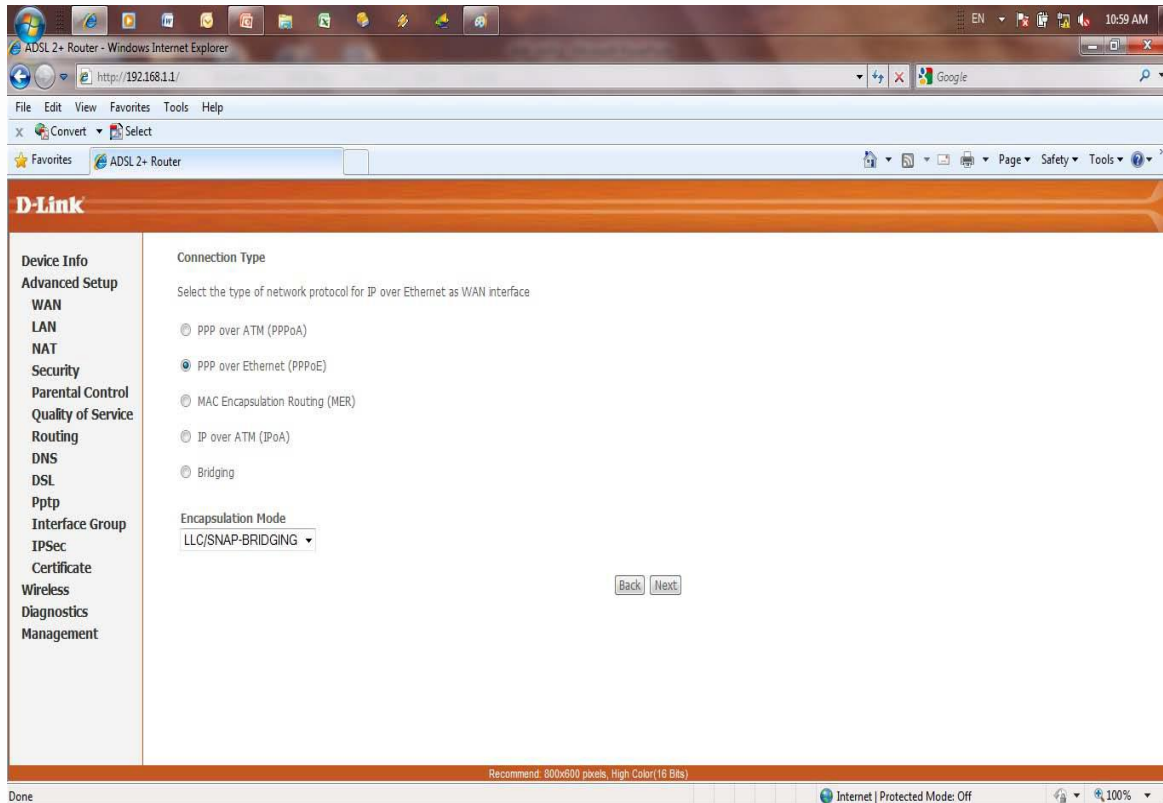 EN 10:59 AM
ADSL 2+ Router - Windows Internet Explorer
http://192.168.1.1/
Google
File Edit View Favorites Tools Help
x Convert Select
Favorites ADSL 2+ Router
Page Safety Tools
D-Link
Device Info
Advanced Setup
WAN
LAN
NAT
Security
Parental Control
Quality of Service
Routing
DNS
DSL
Pptp
Interface Group
IPSec
Certificate
Wireless
Diagnostics
Management
Connection Type
Select the type of network protocol for IP over Ethernet as WAN interface
PPP over ATM (PPPoA)
PPP over Ethernet (PPPoE)
MAC Encapsulation Routing (MER)
IP over ATM (IPoA)
Bridging
Encapsulation Mode
LLC/SNAP-BRIDGING
Back Next
Recommend: 800x600 pixels, High Color(16 Bits)
Done Internet | Protected Mode: Off 100%